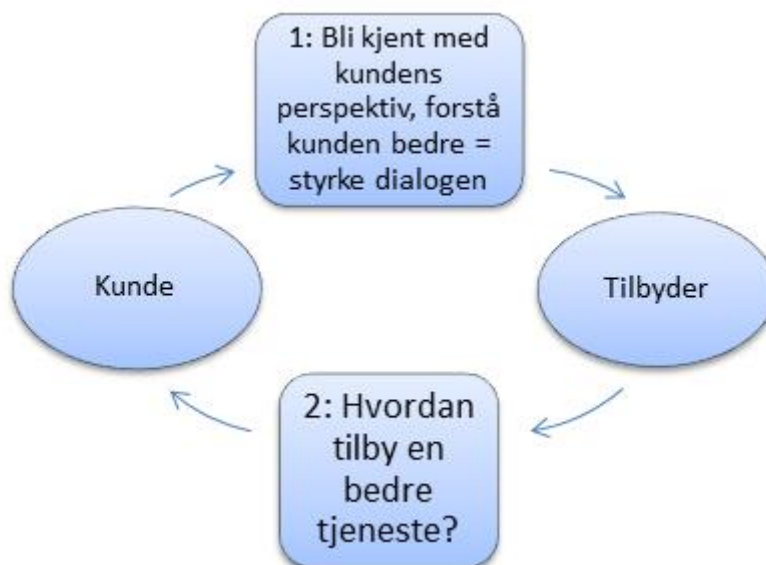 1: Bli kjent med
kundens
perspektiv, forstå
kunden bedre =
styrke dialogen
Kunde
Tilbyder
2: Hvordan
tilby en
bedre
tjeneste?